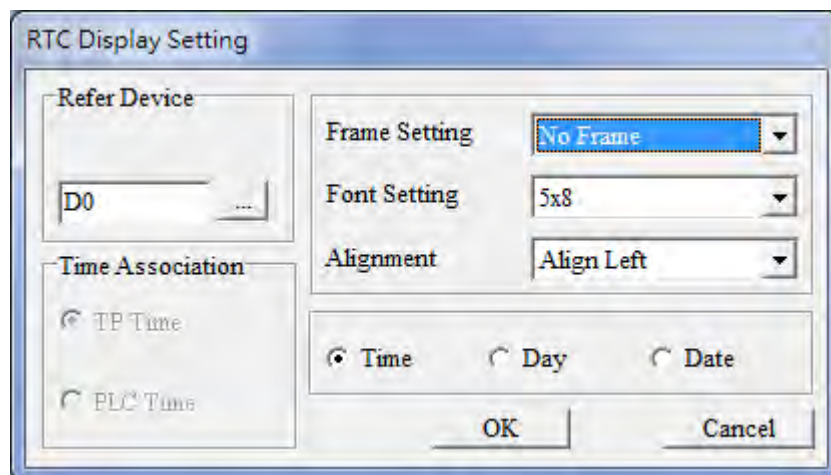 RTC Display Setting
Refer Device
D0
...
Time Association
TP Time
PLC Time
Frame Setting
No Frame
Font Setting
5x8
Alignment
Align Left
Time
Day
Date
OK
Cancel